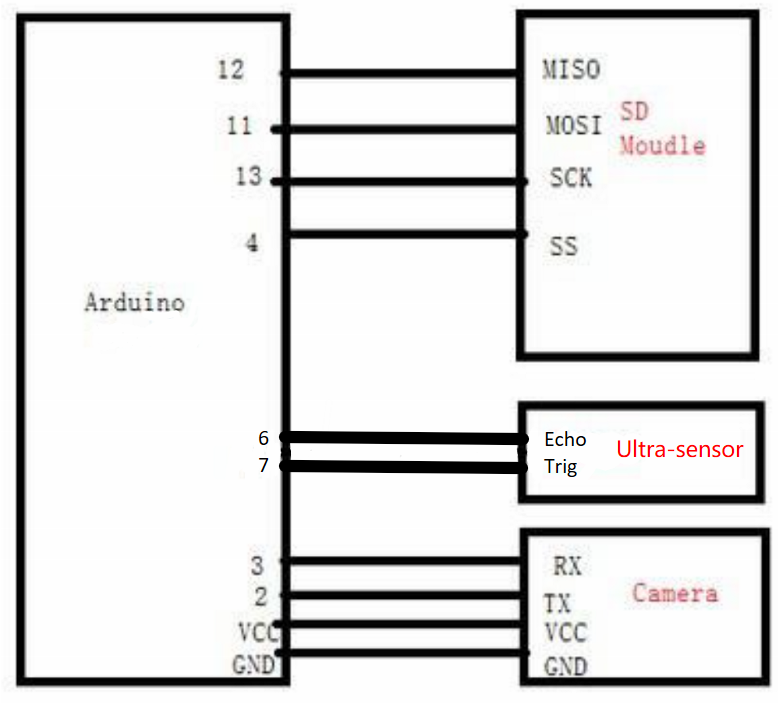 12 MISO
11 MOSI SD
Moudle
13 SCK
4 SS
Arduino
6 Echo Ultra-sensor
7 Trig
3 RX
Camera
2 TX
VCC VCC
GND GND